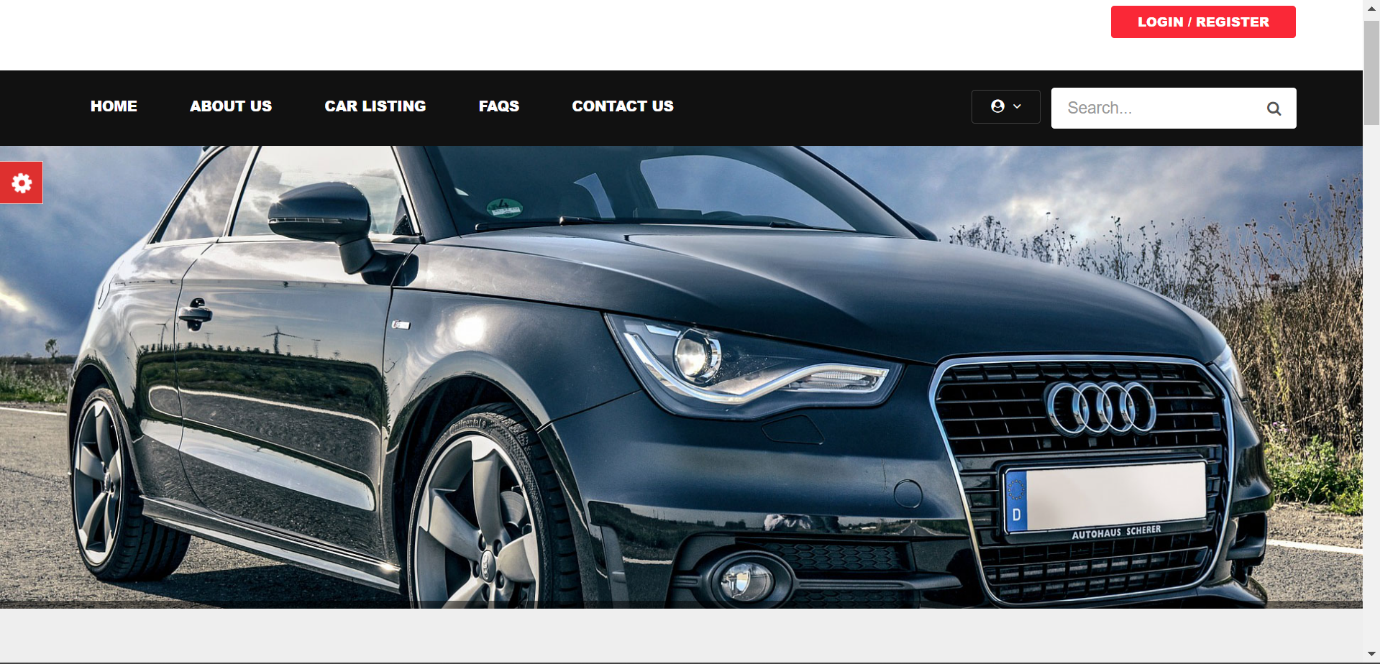 LOGIN / REGISTER
HOME ABOUT US CAR LISTING FAQS CONTACT US
Search...
D
AUTOHAUS SCHERER